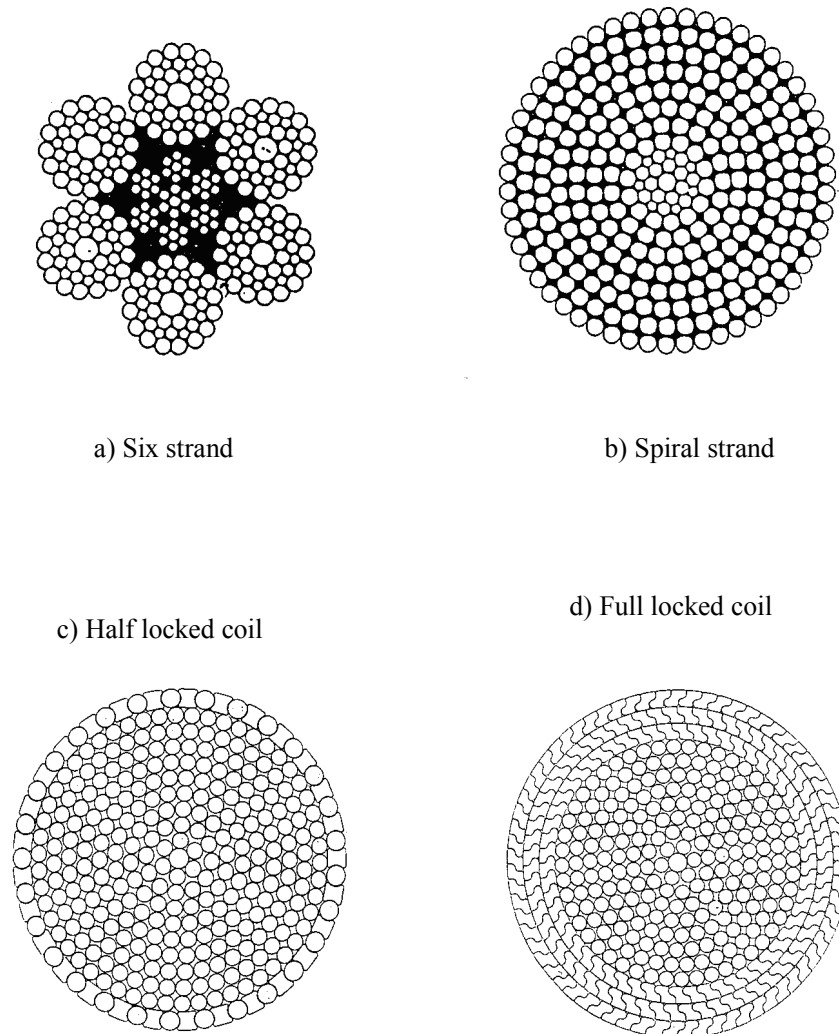 a) Six strand
b) Spiral strand
c) Half locked coil
d) Full locked coil